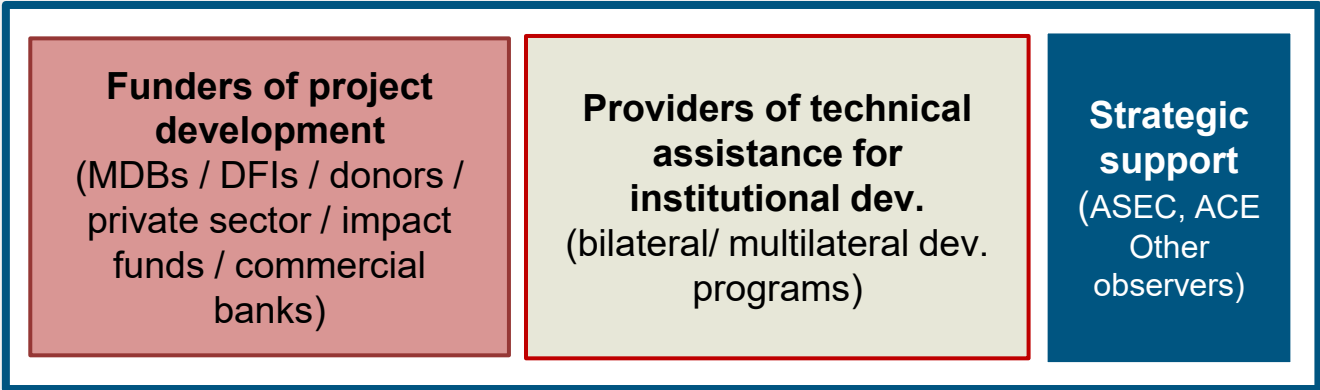 Funders of project
development
(MDBs / DFIs / donors /
private sector / impact
funds / commercial
banks)
Providers of technical
assistance for
institutional dev.
(bilateral/ multilateral dev.
programs)
Strategic
support
(ASEC, ACE
Other
observers)